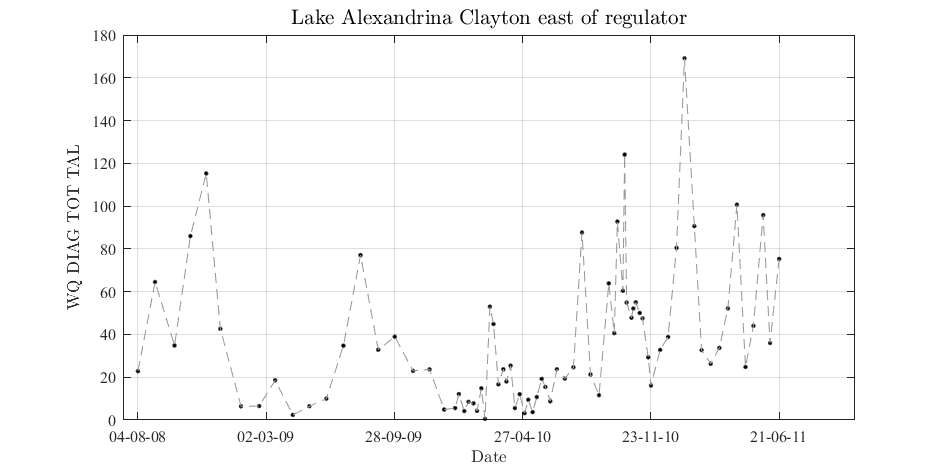 Lake Alexandrina Clayton east of regulator
WQ DIAG TOT TAL
180
160
140
120
100
80
60
40
20
0
04-08-08 02-03-09 28-09-09 27-04-10 23-11-10 21-06-11
Date